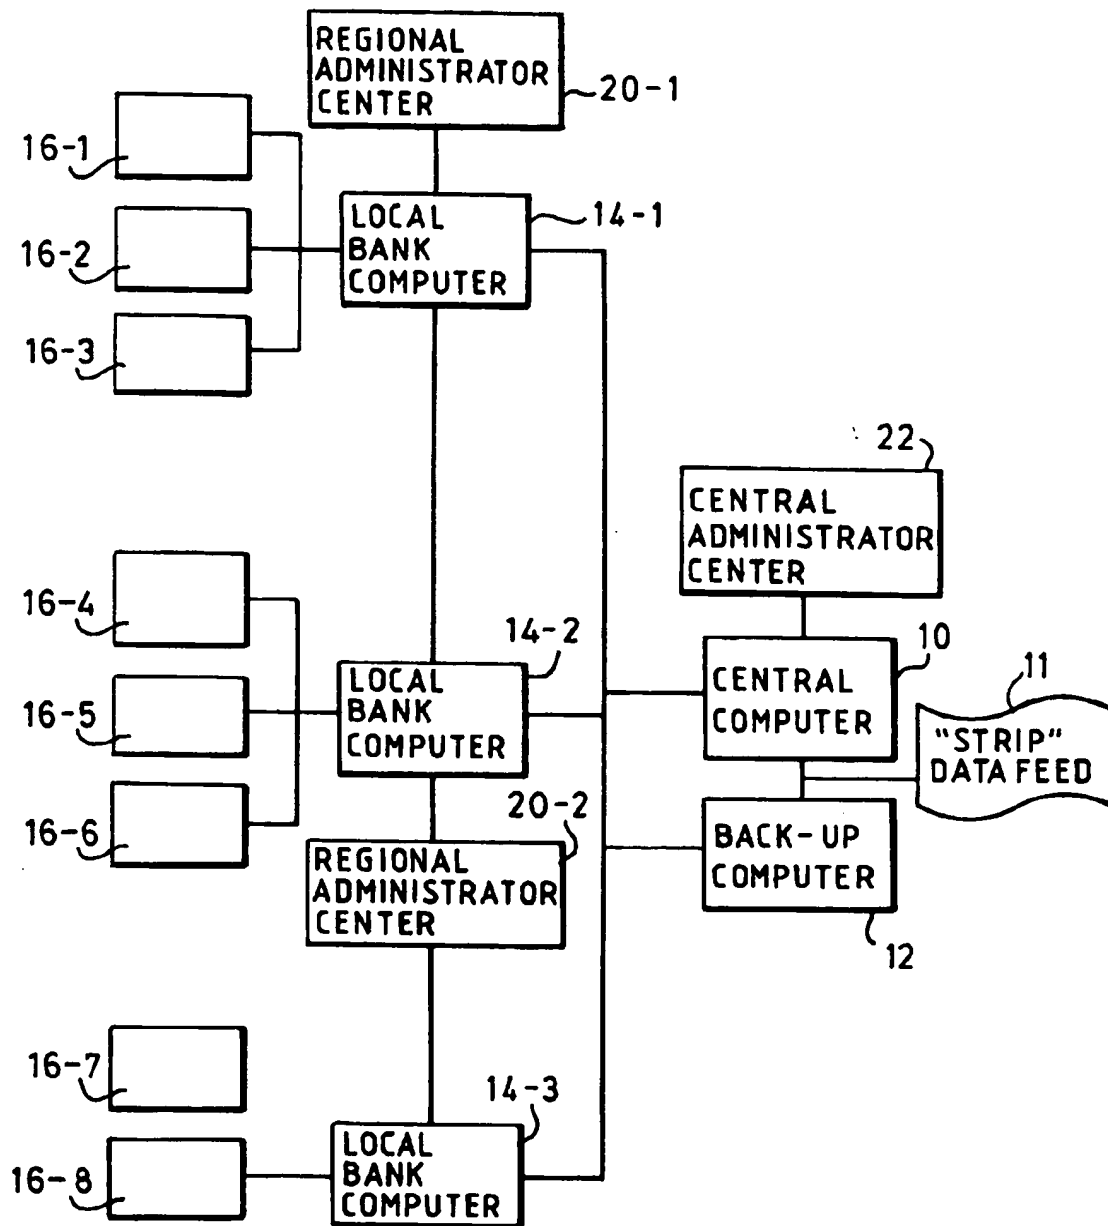 REGIONAL
ADMINISTRATOR
CENTER
20-1
16-1
LOCAL
BANK
COMPUTER
14-1
16-2
16-3
22
CENTRAL
ADMINISTRATOR
CENTER
16-4
14-2
10
11
LOCAL
BANK
COMPUTER
CENTRAL
COMPUTER
"STRIP"
DATA FEED
16-5
16-6
20-2
REGIONAL
ADMINISTRATOR
CENTER
BACK-UP
COMPUTER
12
16-7
14-3
LOCAL
BANK
COMPUTER
16-8